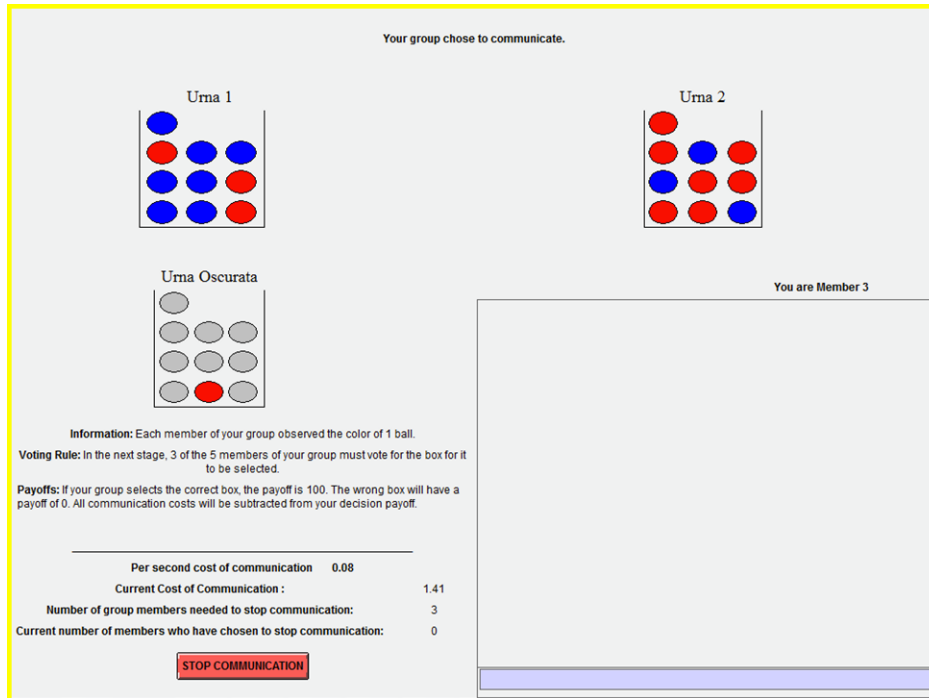 Your group chose to communicate.
Urna 1
Urna 2
Urna Oscurata
You are Member 3
Information: Each member of your group observed the color of 1 ball.
Voting Rule: In the next stage, 3 of the 5 members of your group must vote for the box for it
to be selected.
Payoffs: If your group selects the correct box, the payoff is 100. The wrong box will have a
payoff of 0. All communication costs will be subtracted from your decision payoff.
Per second cost of communication 0.08
Current Cost of Communication : 1.41
Number of group members needed to stop communication: 3
Current number of members who have chosen to stop communication: 0
STOP COMMUNICATION